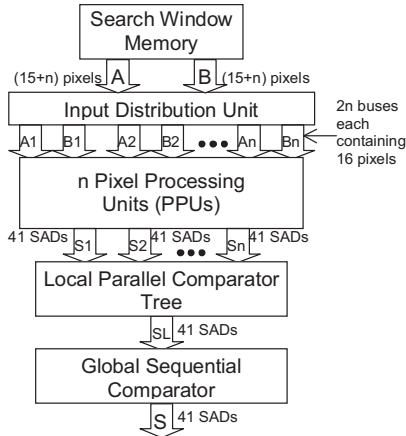 Search Window
Memory
(15+n) pixels A B (15+n) pixels
Input Distribution Unit
A1 B1 A2 B2 ••• An Bn
2n buses
each
containing
16 pixels
n Pixel Processing
Units (PPUs)
41 SADs S1 S2 41 SADs ••• Sn 41 SADs
Local Parallel Comparator
Tree
SL 41 SADs
Global Sequential
Comparator
S 41 SADs